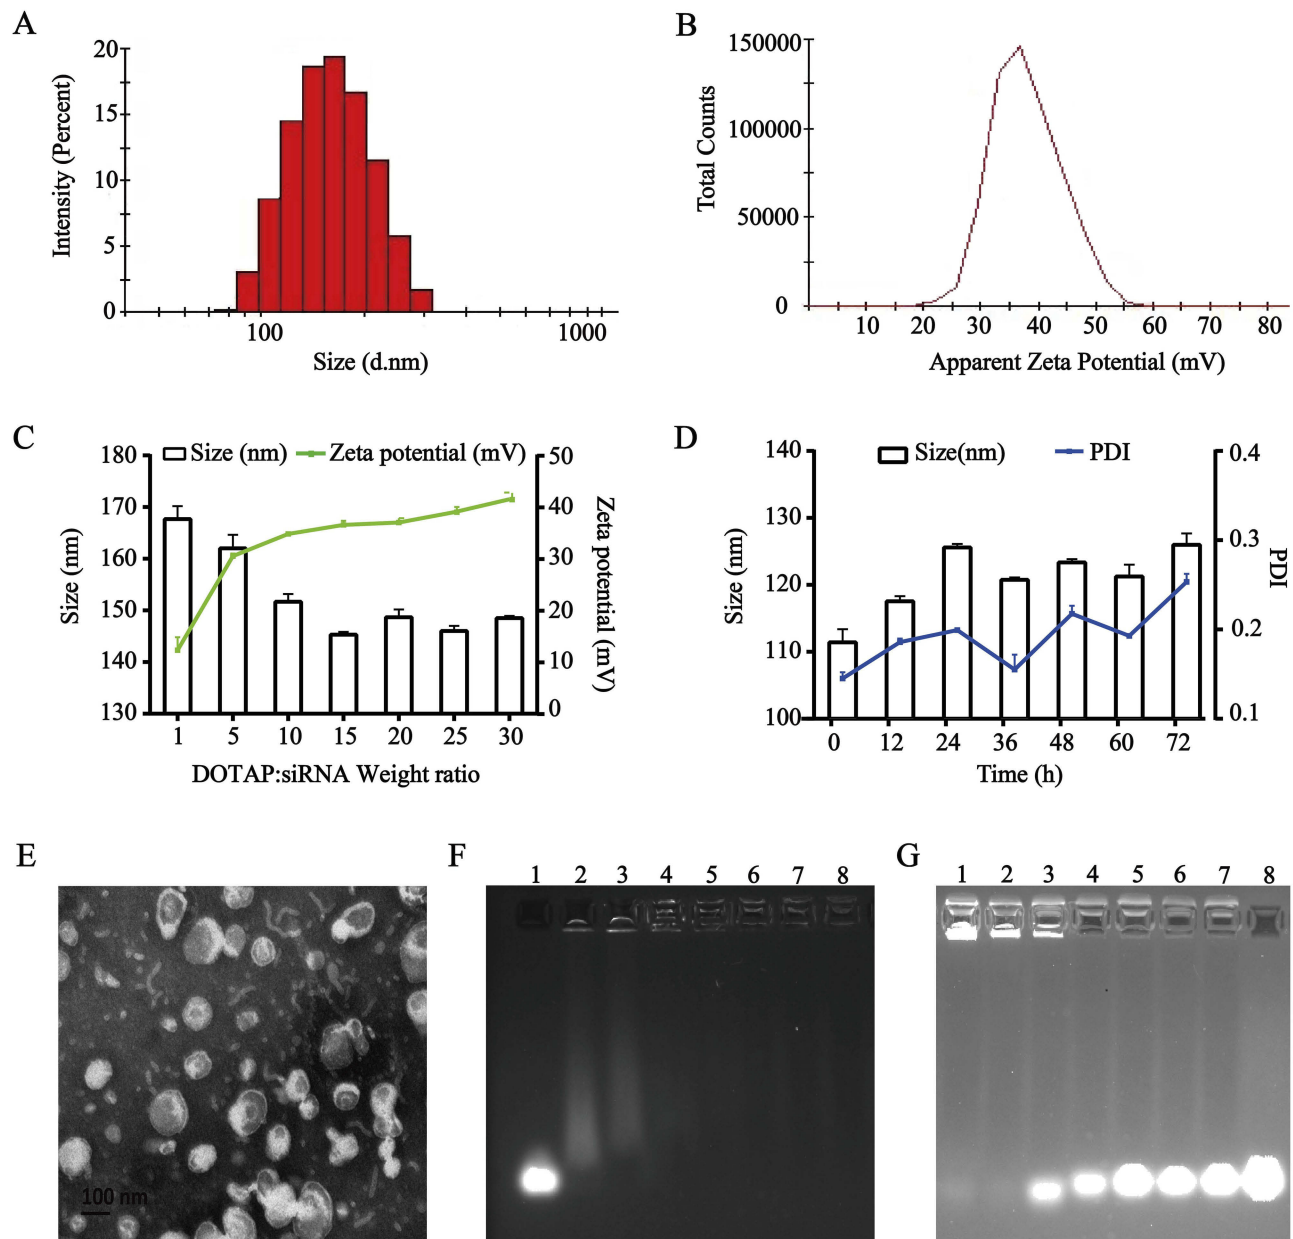 A
20
15
10
5
0
Intensity (Percent)
100
1000
Size (d.nm)
B
150000
100000
50000
0
Total Counts
10 20 30 40 50 60 70 80
Apparent Zeta Potential (mV)
C
Size (nm) Zeta potential (mV)
180
170
160
150
140
130
Size (nm)
50
40
30
20
10
0
Zeta potential (mV)
1 5 10 15 20 25 30
DOTAP:siRNA Weight ratio
D
Size(nm) PDI
140
130
120
110
100
Size (nm)
0.4
0.3
0.2
0.1
PDI
0 12 24 36 48 60 72
Time (h)
E
100 nm
F
1 2 3 4 5 6 7 8
G
1 2 3 4 5 6 7 8